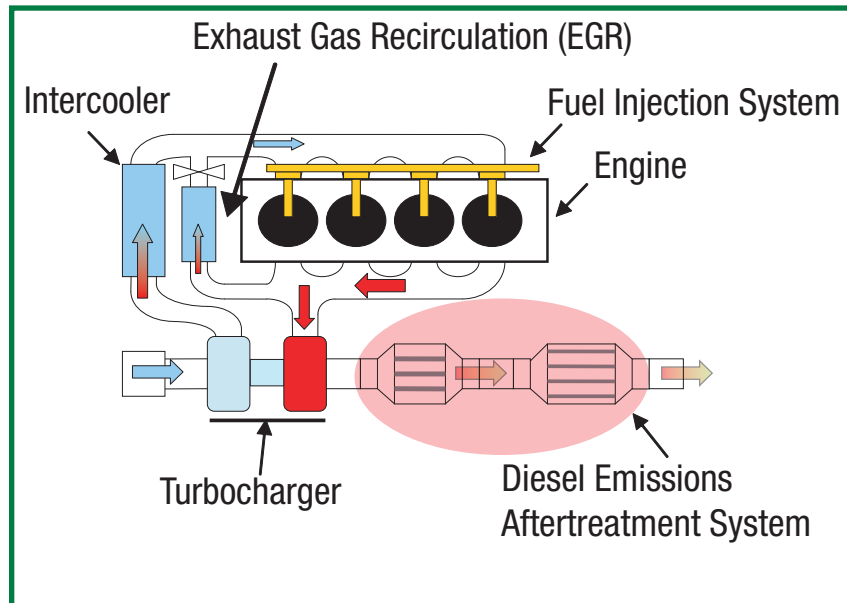 Exhaust Gas Recirculation (EGR)
Intercooler
Fuel Injection System
Engine
Turbocharger
Diesel Emissions
Aftertreatment System